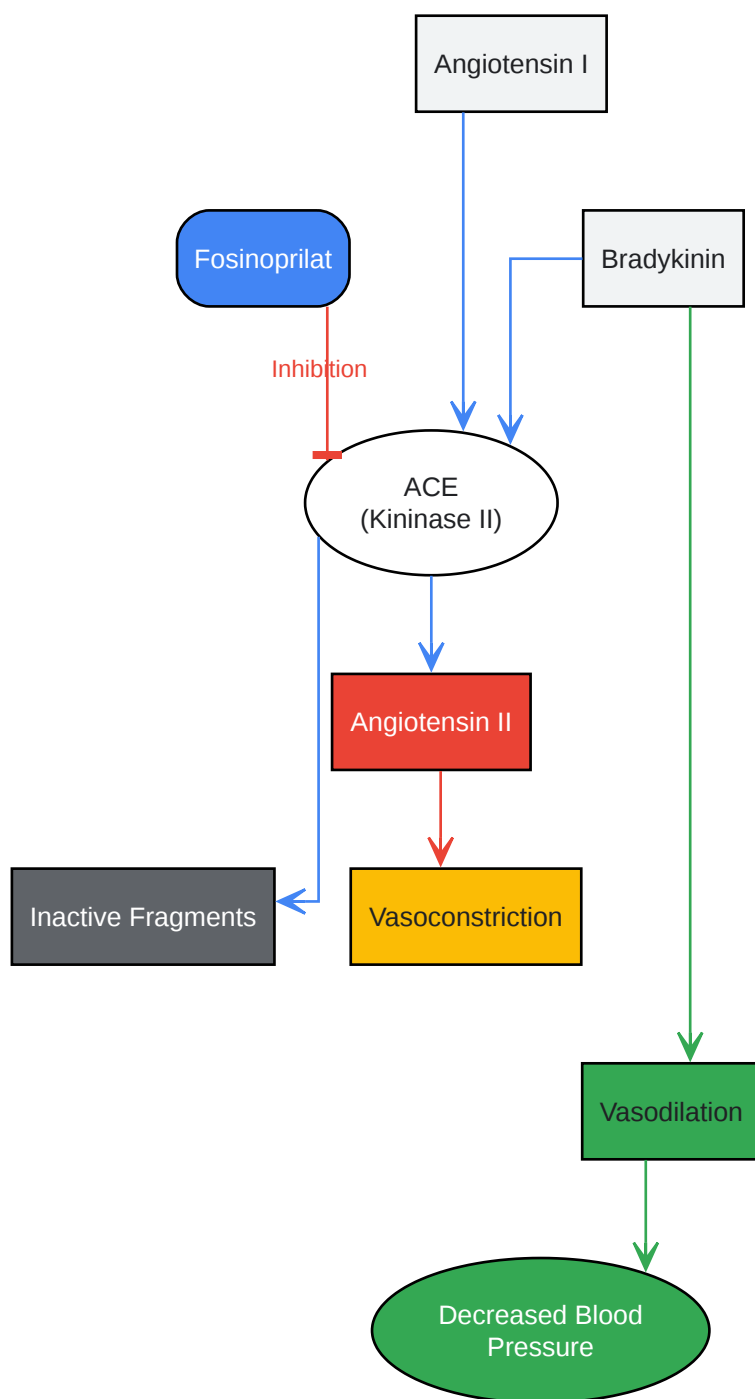 Angiotensin I
Fosinoprilat
Bradykinin
Inhibition
ACE
(Kininase II)
Angiotensin II
Inactive Fragments
Vasoconstriction
Vasodilation
Decreased Blood
Pressure